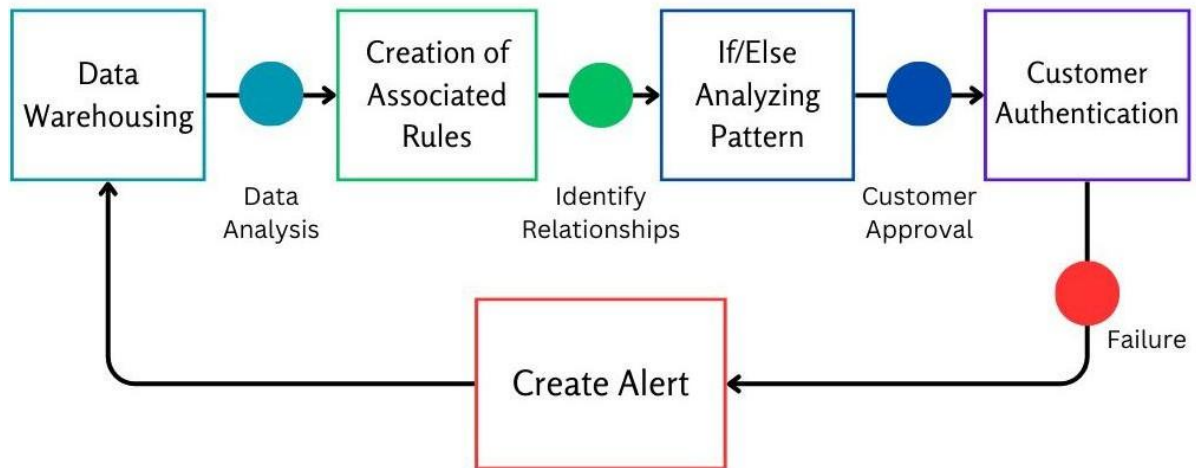 Data
Warehousing
Creation of
Associated
Rules
If/Else
Analyzing
Pattern
Customer
Authentication
Data
Analysis
Identify
Relationships
Customer
Approval
Failure
Create Alert